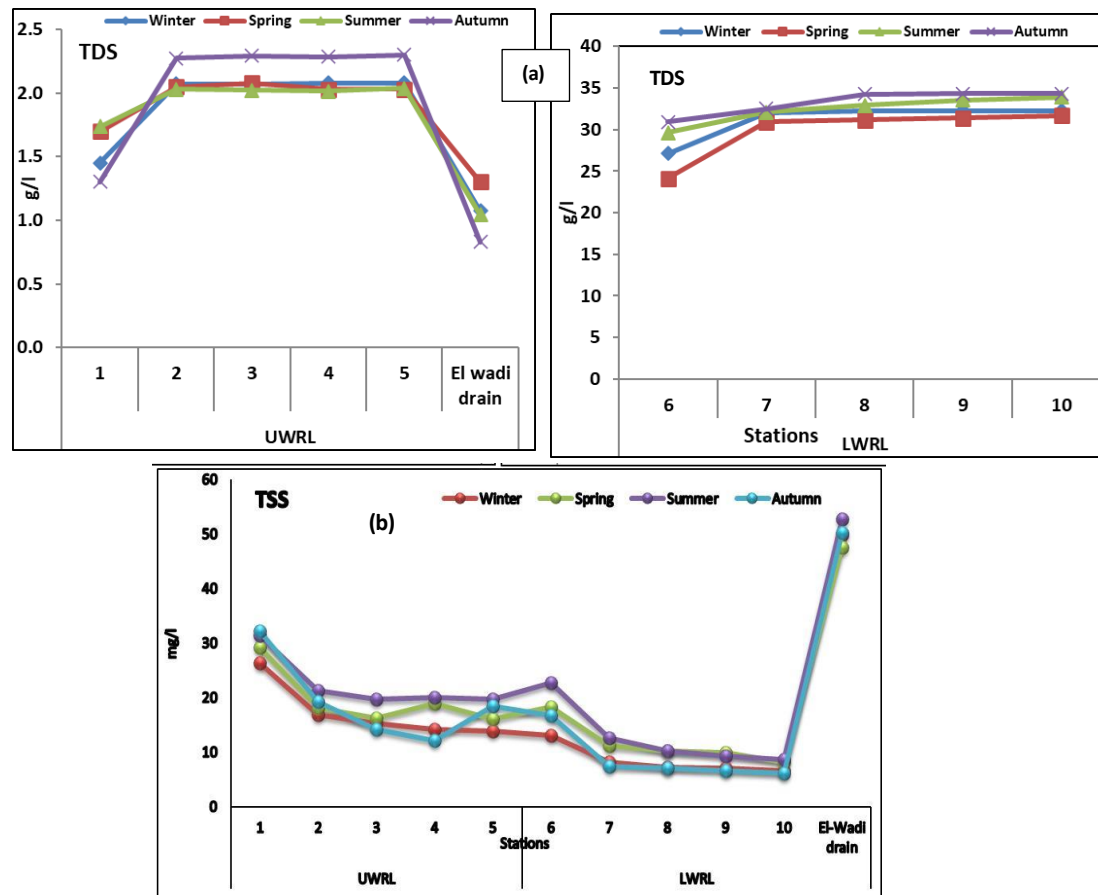 Winter Spring Summer Autumn
TDS
2.5
2.0
1.5
1.0
0.5
0.0
g/l
1 2 3 4 5 El wadi drain
UWRL
(a)
Winter Spring Summer Autumn
TDS
40
35
30
25
20
15
10
5
0
g/l
6 7 8 9 10
Stations LWRL
TSS
(b)
Winter Spring Summer Autumn
60
50
40
30
20
10
0
mg/l
1 2 3 4 5 6 7 8 9 10 El-Wadi drain
Stations
UWRL LWRL